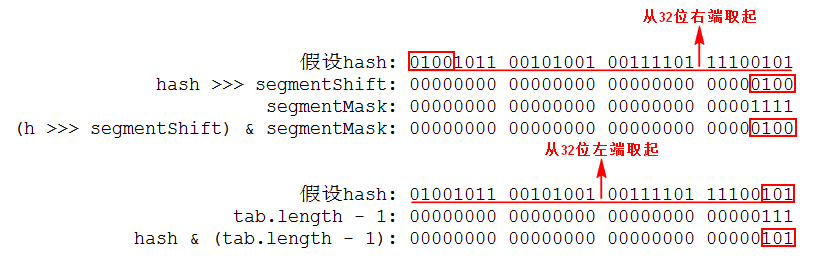 从32位右端取起
假设hash: 01001011 00101001 00111101 11100101
hash >>> segmentShift: 00000000 00000000 00000000 00000100
segmentMask: 00000000 00000000 00000000 00001111
(h >>> segmentShift) & segmentMask: 00000000 00000000 00000000 00000100
从32位左端取起
假设hash: 01001011 00101001 00111101 11100101
tab.length - 1: 00000000 00000000 00000000 00000111
hash & (tab.length - 1): 00000000 00000000 00000000 00000101